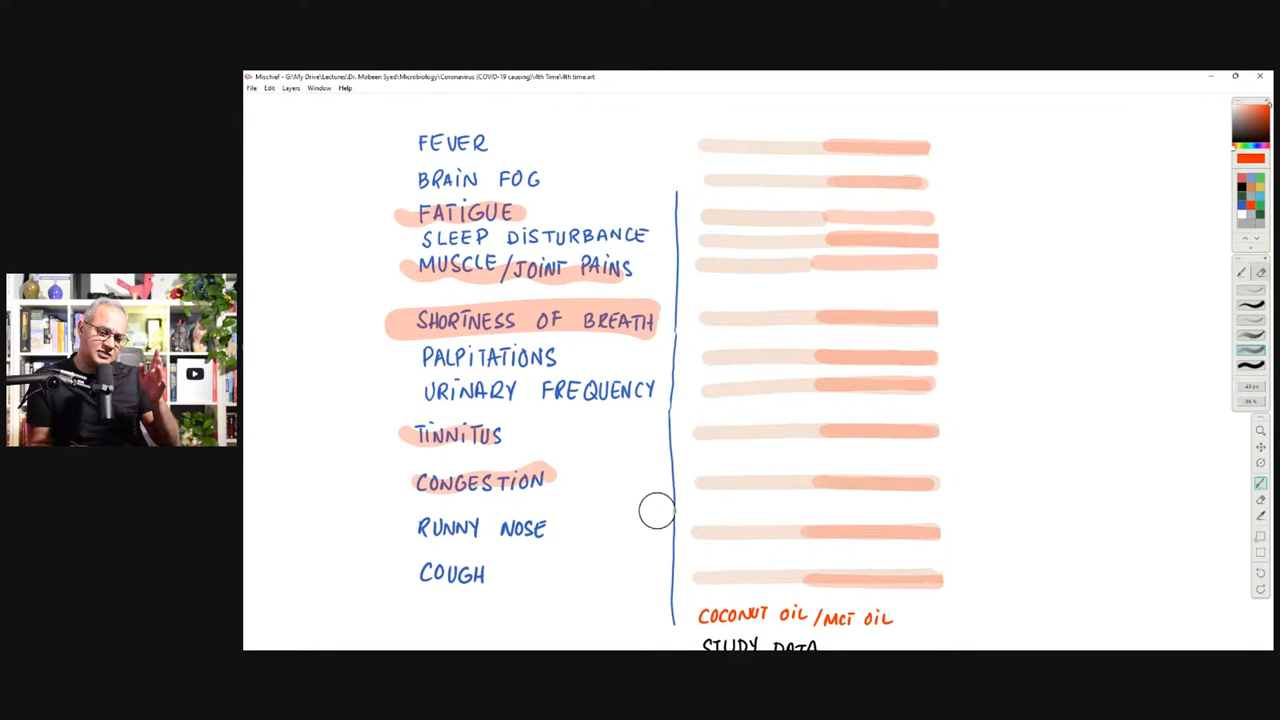 Mischief - G:\My Drive\Lectures\Dr. Mobeen Syed\Microbiology\Coronavirus (COVID-19 causing)\4th Time\4th time.art
File Edit Layers Window Help
FEVER
BRAIN FOG
FATIGUE
SLEEP DISTURBANCE
MUSCLE/JOINT PAINS
SHORTNESS OF BREATH
PALPITATIONS
URINARY FREQUENCY
TINNITUS
CONGESTION
RUNNY NOSE
COUGH
COCONUT OIL/MCT OIL
STUDY DATA